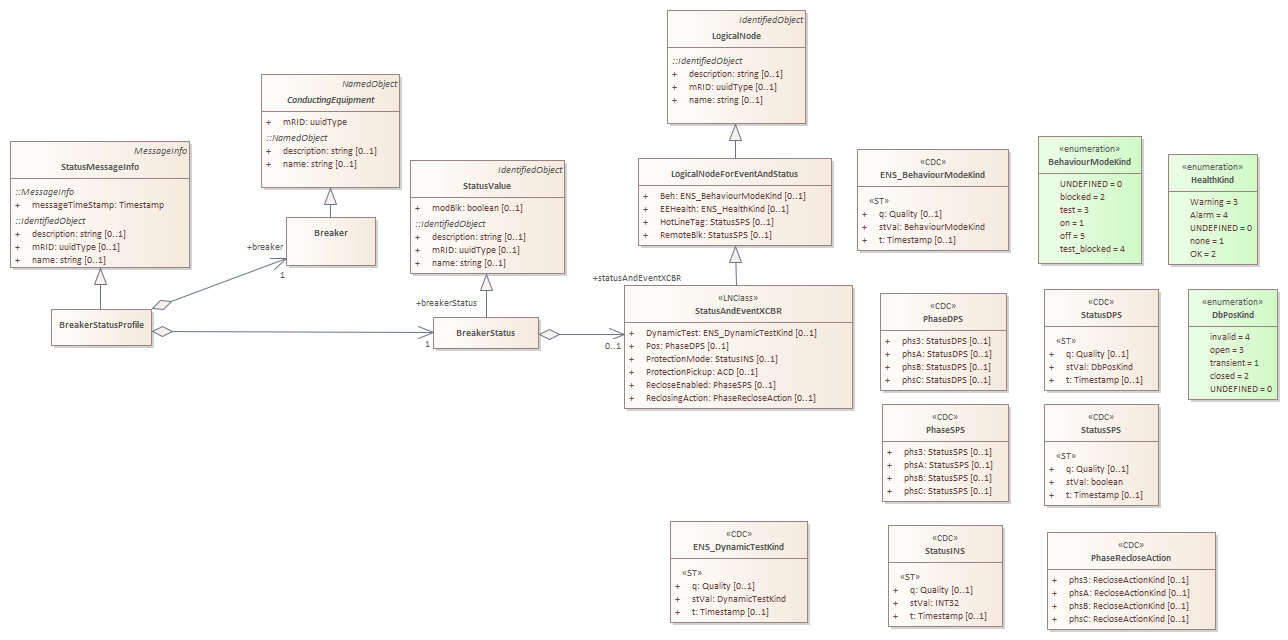 IdentifiedObject
LogicalNode
::IdentifiedObject
+ description: string [0..1]
+ mRID: uuidType [0..1]
+ name: string [0..1]
NamedObject
ConductingEquipment
+ mRID: uuidType
::NamedObject
+ description: string [0..1]
+ name: string [0..1]
MessageInfo
StatusMessageInfo
::MessageInfo
+ messageTimeStamp: Timestamp
::IdentifiedObject
+ description: string [0..1]
+ mRID: uuidType [0..1]
+ name: string [0..1]
IdentifiedObject
StatusValue
+ modBlk: boolean [0..1]
::IdentifiedObject
+ description: string [0..1]
+ mRID: uuidType [0..1]
+ name: string [0..1]
LogicalNodeForEventAndStatus
+ Beh: ENS_BehaviourModeKind [0..1]
+ EEHealth: ENS_HealthKind [0..1]
+ HotLineTag: StatusSPS [0..1]
+ RemoteBlk: StatusSPS [0..1]
«CDC»
ENS_BehaviourModeKind
«ST»
+ q: Quality [0..1]
+ stVal: BehaviourModeKind
+ t: Timestamp [0..1]
«enumeration»
BehaviourModeKind
UNDEFINED = 0
blocked = 2
test = 3
on = 1
off = 5
test_blocked = 4
«enumeration»
HealthKind
Warning = 3
Alarm = 4
UNDEFINED = 0
none = 1
OK = 2
Breaker
+breaker
1
BreakerStatusProfile
+breakerStatus
1
BreakerStatus
+statusAndEventXCBR
0..1
«LNClass»
StatusAndEventXCBR
+ DynamicTest: ENS_DynamicTestKind [0..1]
+ Pos: PhaseDPS [0..1]
+ ProtectionMode: StatusINS [0..1]
+ ProtectionPickup: ACD [0..1]
+ RecloseEnabled: PhaseSPS [0..1]
+ ReclosingAction: PhaseRecloseAction [0..1]
«CDC»
PhaseDPS
+ phs3: StatusDPS [0..1]
+ phsA: StatusDPS [0..1]
+ phsB: StatusDPS [0..1]
+ phsC: StatusDPS [0..1]
«CDC»
StatusDPS
«ST»
+ q: Quality [0..1]
+ stVal: DbPosKind
+ t: Timestamp [0..1]
«enumeration»
DbPosKind
invalid = 4
open = 3
transient = 1
closed = 2
UNDEFINED = 0
«CDC»
PhaseSPS
+ phs3: StatusSPS [0..1]
+ phsA: StatusSPS [0..1]
+ phsB: StatusSPS [0..1]
+ phsC: StatusSPS [0..1]
«CDC»
StatusSPS
«ST»
+ q: Quality [0..1]
+ stVal: boolean
+ t: Timestamp [0..1]
«CDC»
ENS_DynamicTestKind
«ST»
+ q: Quality [0..1]
+ stVal: DynamicTestKind
+ t: Timestamp [0..1]
«CDC»
StatusINS
«ST»
+ q: Quality [0..1]
+ stVal: INT32
+ t: Timestamp [0..1]
«CDC»
PhaseRecloseAction
+ phs3: RecloseActionKind [0..1]
+ phsA: RecloseActionKind [0..1]
+ phsB: RecloseActionKind [0..1]
+ phsC: RecloseActionKind [0..1]